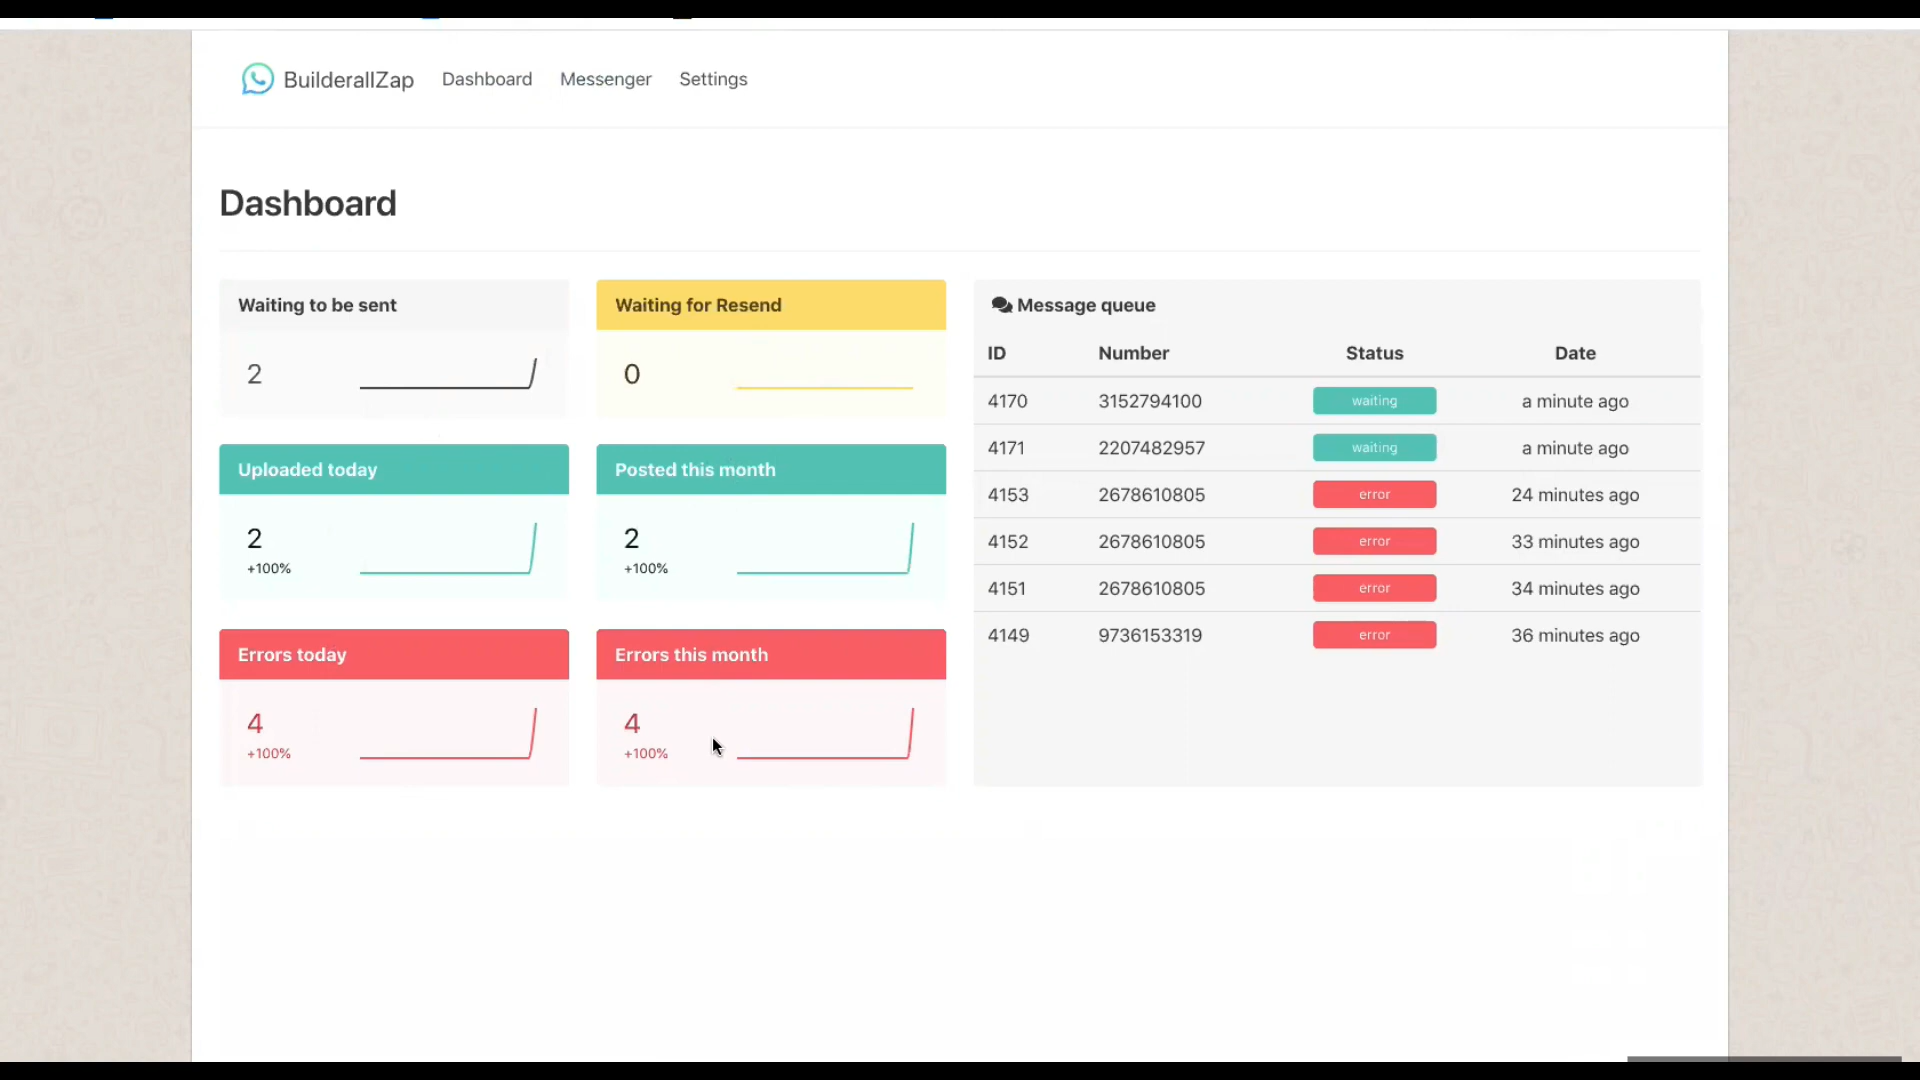 BuilderallZap Dashboard Messenger Settings
Dashboard
Waiting to be sent
2
Waiting for Resend
0
Uploaded today
2
+100%
Posted this month
2
+100%
Errors today
4
+100%
Errors this month
4
+100%
Message queue
ID Number Status Date
4170 3152794100 waiting a minute ago
4171 2207482957 waiting a minute ago
4153 2678610805 error 24 minutes ago
4152 2678610805 error 33 minutes ago
4151 2678610805 error 34 minutes ago
4149 9736153319 error 36 minutes ago